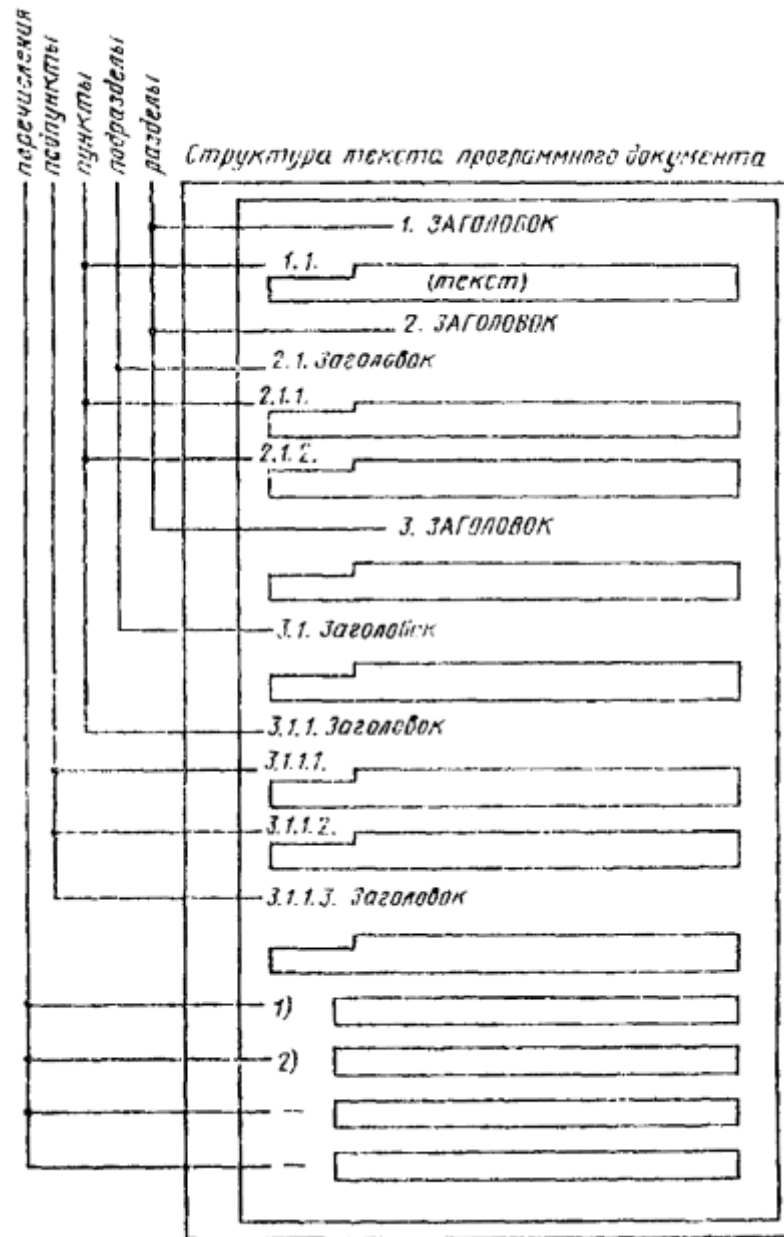 перечисления
подпункты
пункты
подразделы
разделы
Структура текста программного документа
1. ЗАГОЛОВОК
1.1.
(текст)
2. ЗАГОЛОВОК
2.1. Заголовок
2.1.1.
2.1.2.
3. ЗАГОЛОВОК
3.1. Заголовок
3.1.1. Заголовок
3.1.1.1.
3.1.1.2.
3.1.1.3. Заголовок
1)
2)
—
—